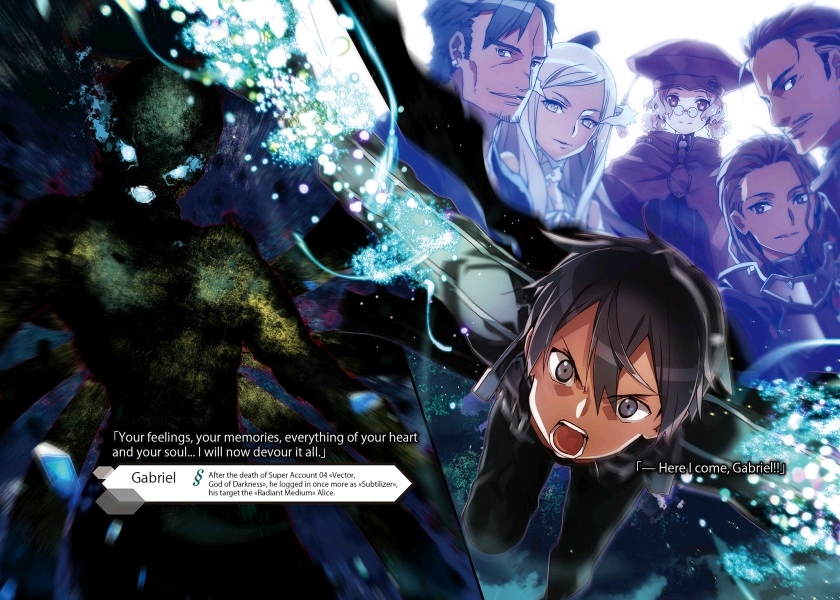 「Your feelings, your memories, everything of your heart
and your soul... I will now devour it all.」
Gabriel
§ After the death of Super Account 04 «Vector,
God of Darkness», he logged in once more as «Subtilizer»,
his target the «Radiant Medium» Alice.
「― Here I come, Gabriel!!」